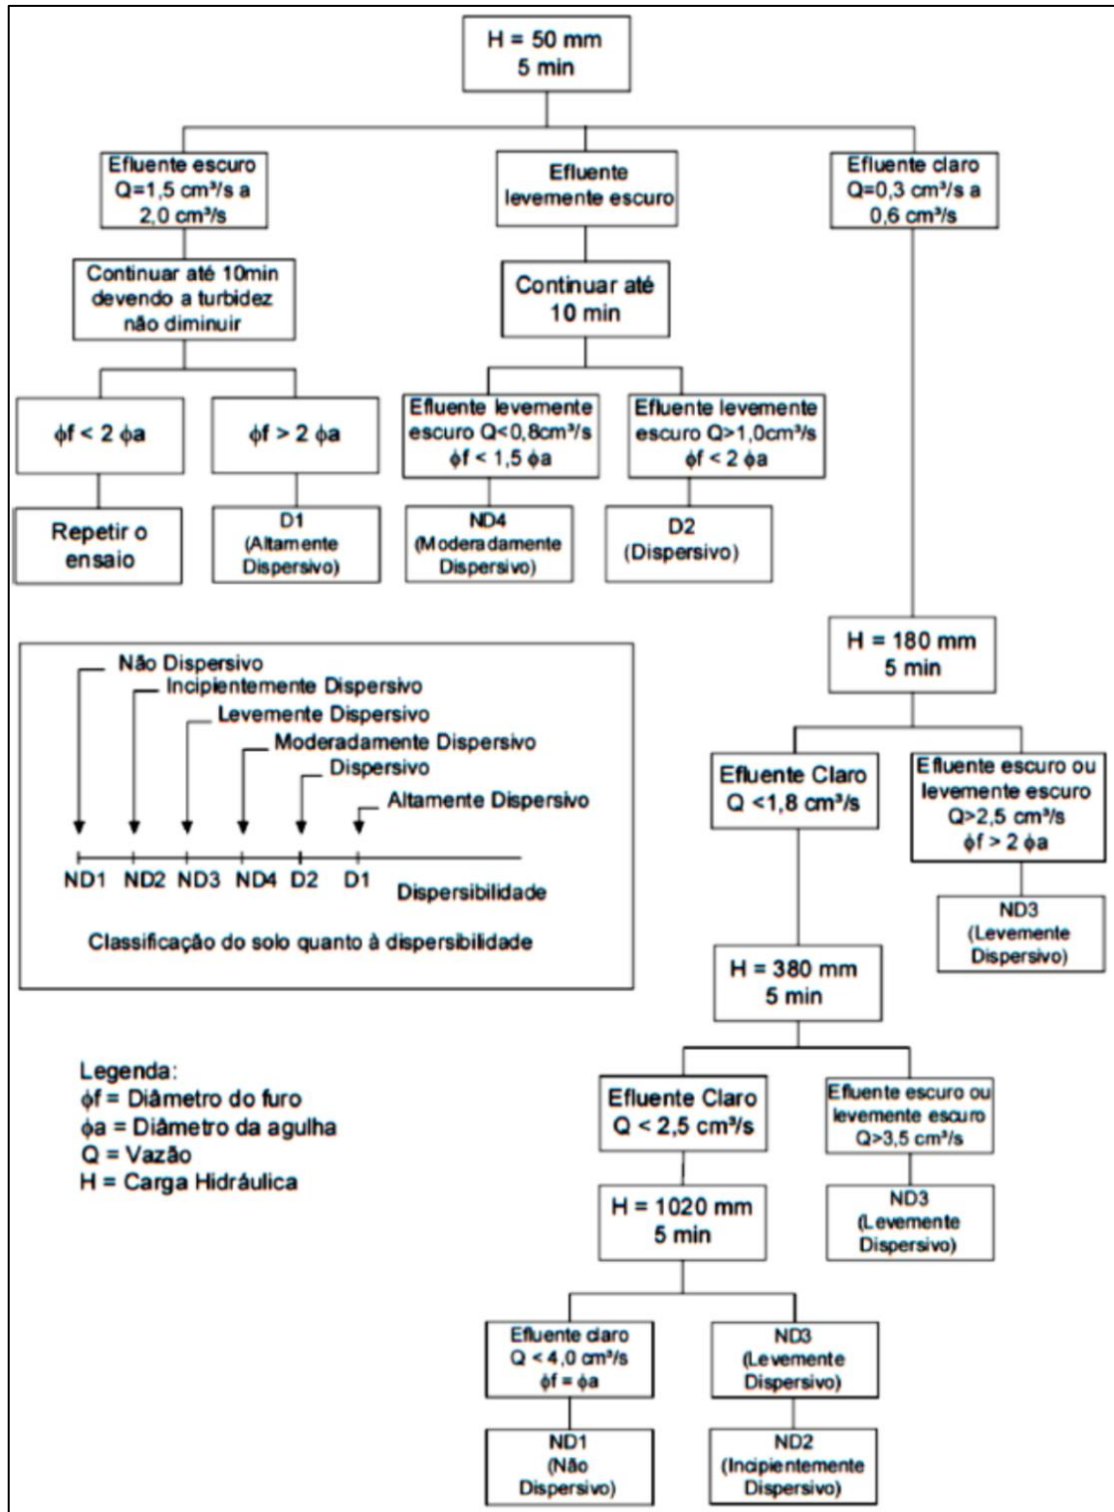 H = 50 mm
5 min
Efluente escuro
Q=1,5 cm³/s a
2,0 cm³/s
Efluente
levemente escuro
Efluente claro
Q=0,3 cm³/s a
0,6 cm³/s
Continuar até 10min
devendo a turbidez
não diminuir
Continuar até
10 min
ϕf < 2 ϕa
ϕf > 2 ϕa
Efluente levemente
escuro Q<0,8cm³/s
ϕf < 1,5 ϕa
Efluente levemente
escuro Q>1,0cm³/s
ϕf < 2 ϕa
Repetir o
ensaio
D1
(Altamente
Dispersivo)
ND4
(Moderadamente
Dispersivo)
D2
(Dispersivo)
H = 180 mm
5 min
Efluente Claro
Q <1,8 cm³/s
Efluente escuro ou
levemente escuro
Q>2,5 cm³/s
ϕf > 2 ϕa
ND3
(Levemente
Dispersivo)
Não Dispersivo
Incipientemente Dispersivo
Levemente Dispersivo
Moderadamente Dispersivo
Dispersivo
Altamente Dispersivo
ND1 ND2 ND3 ND4 D2 D1
Dispersibilidade
Classificação do solo quanto à dispersibilidade
H = 380 mm
5 min
Efluente Claro
Q < 2,5 cm³/s
Efluente escuro ou
levemente escuro
Q>3,5 cm³/s
Legenda:
ϕf = Diâmetro do furo
ϕa = Diâmetro da agulha
Q = Vazão
H = Carga Hidráulica
H = 1020 mm
5 min
ND3
(Levemente
Dispersivo)
Efluente claro
Q < 4,0 cm³/s
ϕf = ϕa
ND3
(Levemente
Dispersivo)
ND1
(Não
Dispersivo)
ND2
(Incipientemente
Dispersivo)